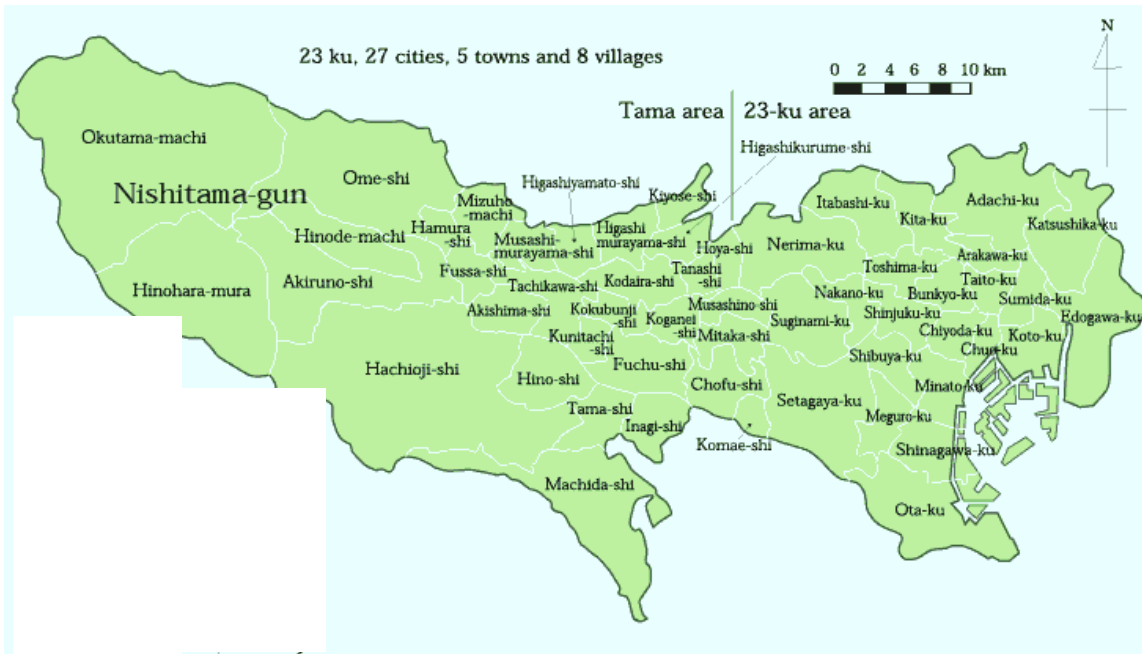 23 ku, 27 cities, 5 towns and 8 villages
N
0 2 4 6 8 10 km
Tama area
23-ku area
Higashikurume-shi
Okutama-machi
Nishitama-gun
Ome-shi
Higashiyamato-shi
Kiyose-shi
Mizuho
-machi
Itabashi-ku
Kita-ku
Adachi-ku
Katsushika-ku
Hinode-machi
Hamura
-shi
Musashi-
murayama-shi
Higashi
murayama-shi
Hoya-shi
Nerima-ku
Arakawa-ku
Hinohara-mura
Akiruno-shi
Fussa-shi
Tachikawa-shi
Kodaira-shi
Tanashi
-shi
Toshima-ku
Taito-ku
Nakano-ku
Bunkyo-ku
Sumida-ku
Akishima-shi
Kokubunji
-shi
Koganei
-shi
Musashino-shi
Suginami-ku
Shinjuku-ku
Edogawa-ku
Kunitachi
-shi
Mitaka-shi
Chiyoda-ku
Koto-ku
Hachioji-shi
Hino-shi
Fuchu-shi
Chofu-shi
Shibuya-ku
Chuo-ku
Minato-ku
Setagaya-ku
Tama-shi
Inagi-shi
Meguro-ku
Komae-shi
Shinagawa-ku
Machida-shi
Ota-ku